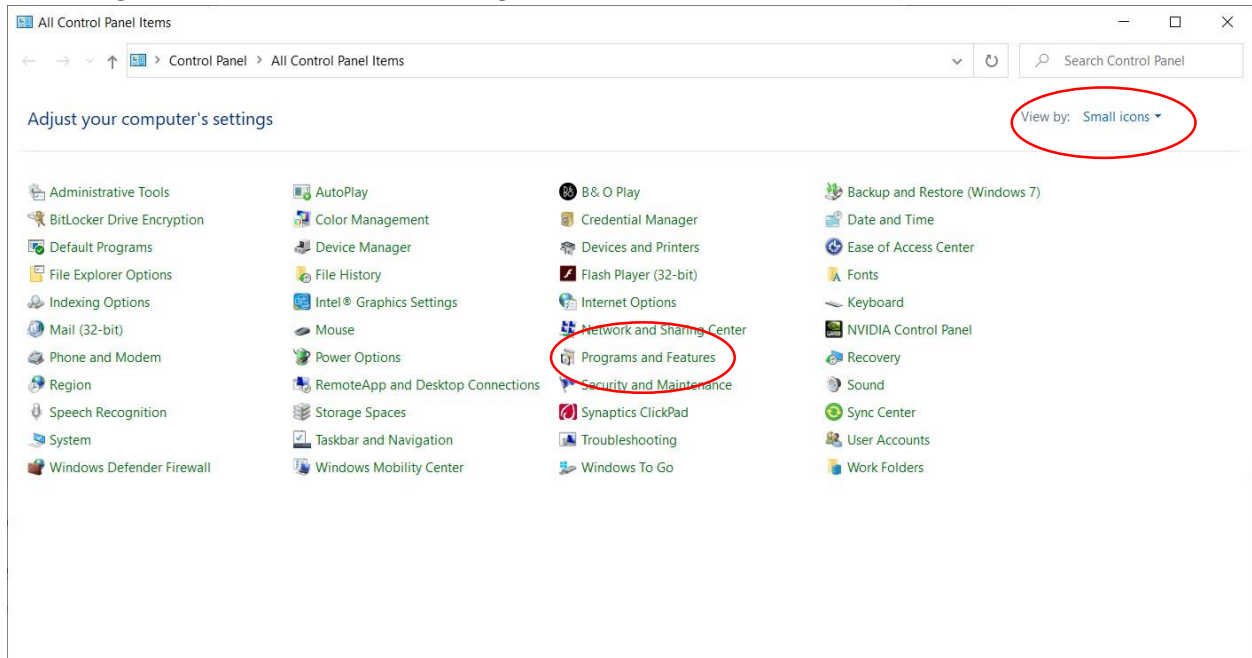 All Control Panel Items
Control Panel > All Control Panel Items
Search Control Panel
Adjust your computer's settings
View by: Small icons
Administrative Tools AutoPlay B& O Play Backup and Restore (Windows 7)
BitLocker Drive Encryption Color Management Credential Manager Date and Time
Default Programs Device Manager Devices and Printers Ease of Access Center
File Explorer Options File History Flash Player (32-bit) Fonts
Indexing Options Intel® Graphics Settings Internet Options Keyboard
Mail (32-bit) Mouse Network and Sharing Center NVIDIA Control Panel
Phone and Modem Power Options Programs and Features Recovery
Region RemoteApp and Desktop Connections Security and Maintenance Sound
Speech Recognition Storage Spaces Synaptics ClickPad Sync Center
System Taskbar and Navigation Troubleshooting User Accounts
Windows Defender Firewall Windows Mobility Center Windows To Go Work Folders